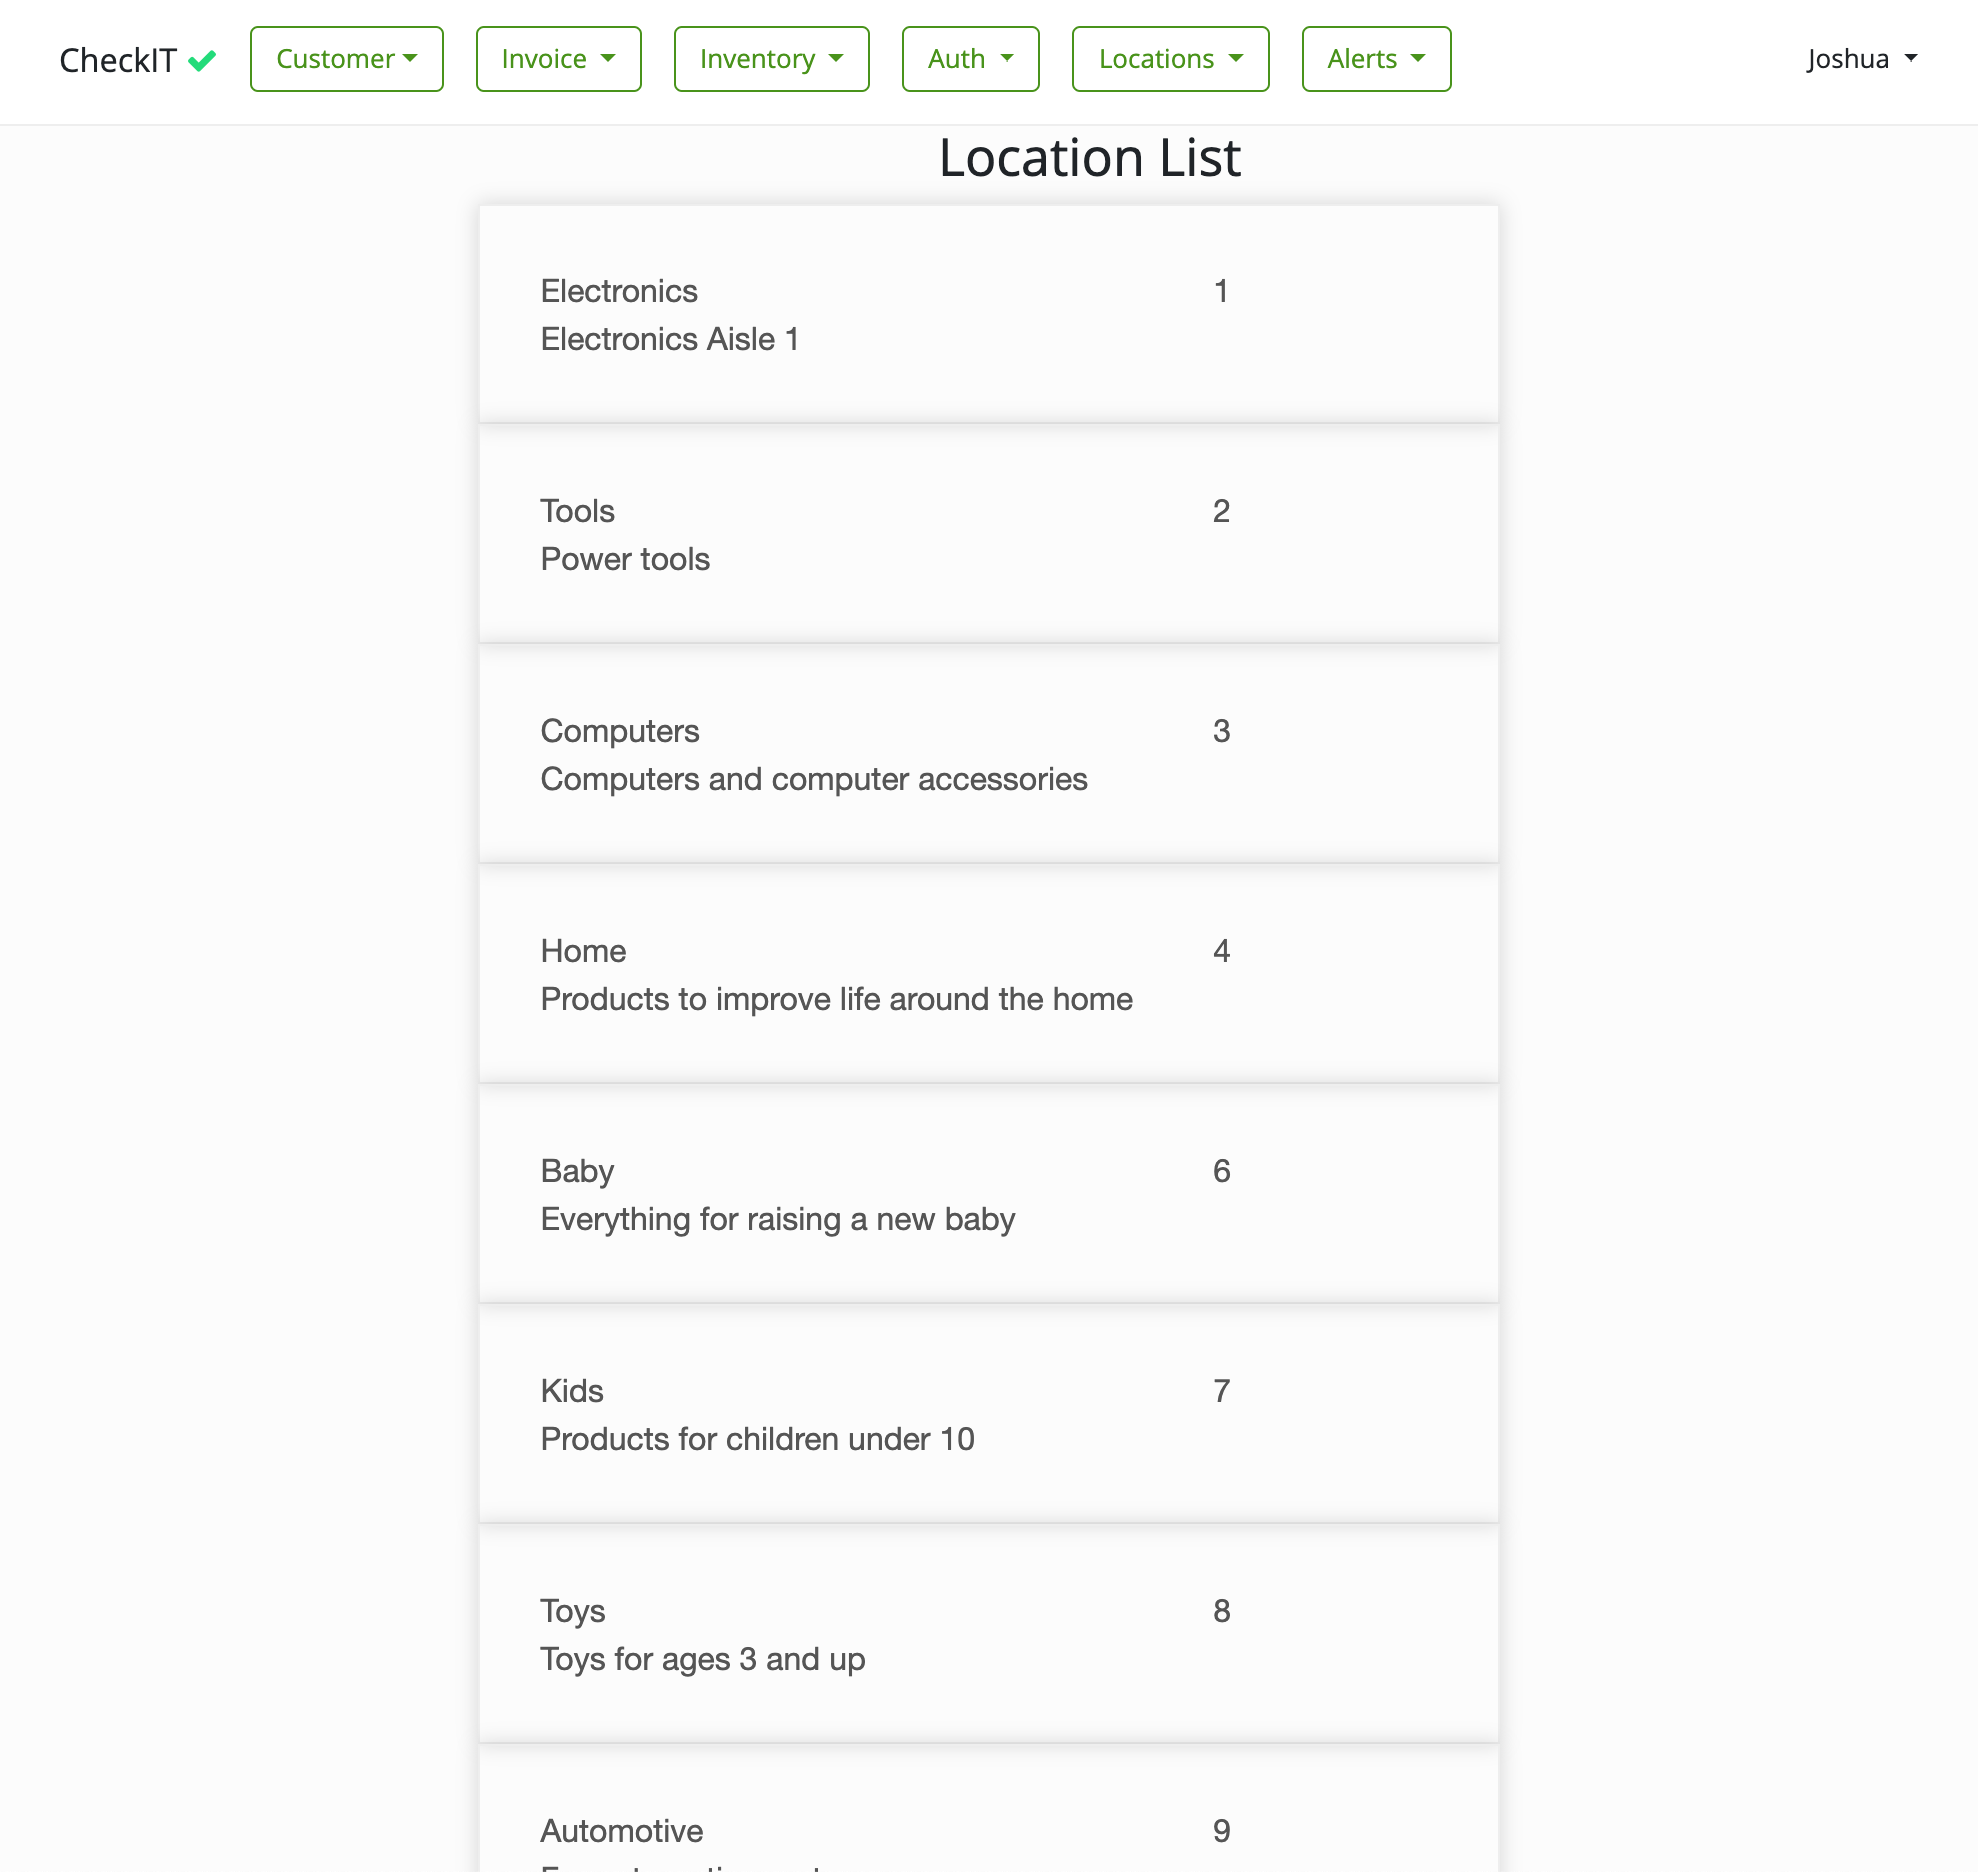 CheckIT Customer Invoice Inventory Auth Locations Alerts Joshua
Location List
Electronics 1
Electronics Aisle 1
Tools 2
Power tools
Computers 3
Computers and computer accessories
Home 4
Products to improve life around the home
Baby 6
Everything for raising a new baby
Kids 7
Products for children under 10
Toys 8
Toys for ages 3 and up
Automotive 9